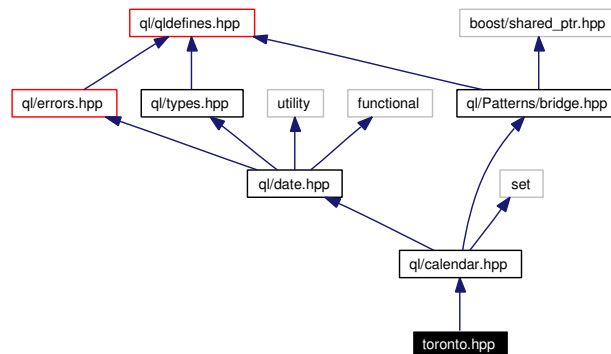 ql/qldefines.hpp
boost/shared_ptr.hpp
ql/errors.hpp
ql/types.hpp
utility
functional
ql/Patterns/bridge.hpp
ql/date.hpp
set
ql/calendar.hpp
toronto.hpp